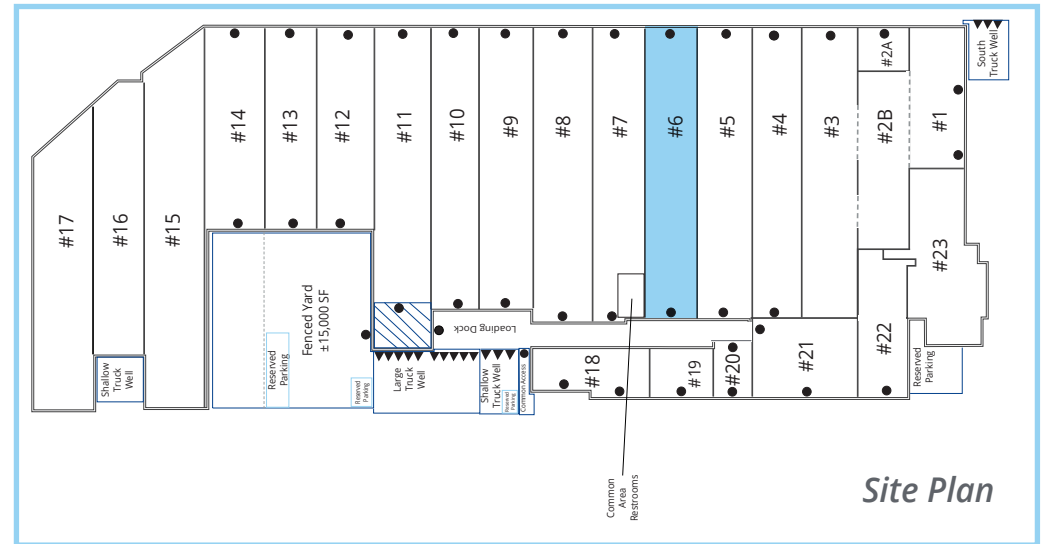 #17
#16
#15
#14
#13
#12
#11
#10
#9
#8
#7
#6
#5
#4
#3
#2A
#2B
#1
South
Truck Well
#23
#22
#21
#20
#19
#18
Shallow
Truck
Well
Fenced Yard
±15,000 SF
Reserved
Parking
Reserved
Parking
Large
Truck
Well
Loading Dock
Shallow
Truck Well
Reserved
Parking
Common Access
Reserved
Parking
Common
Area
Restrooms
Site Plan